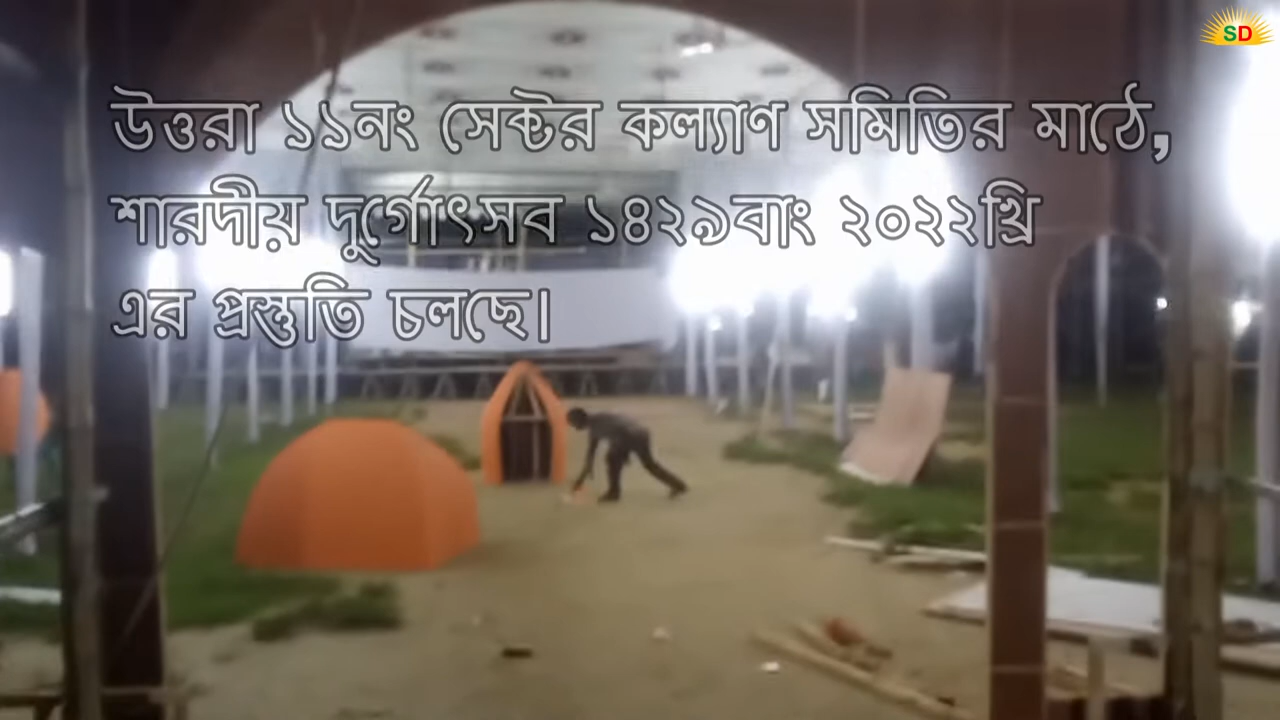 SD
উত্তরা ১১নং সেক্টর কল্যাণ সমিতির মাঠে,
শারদীয় দুর্গোৎসব ১৪২৯বাং ২০২২খ্রি
এর প্রস্তুতি চলছে।